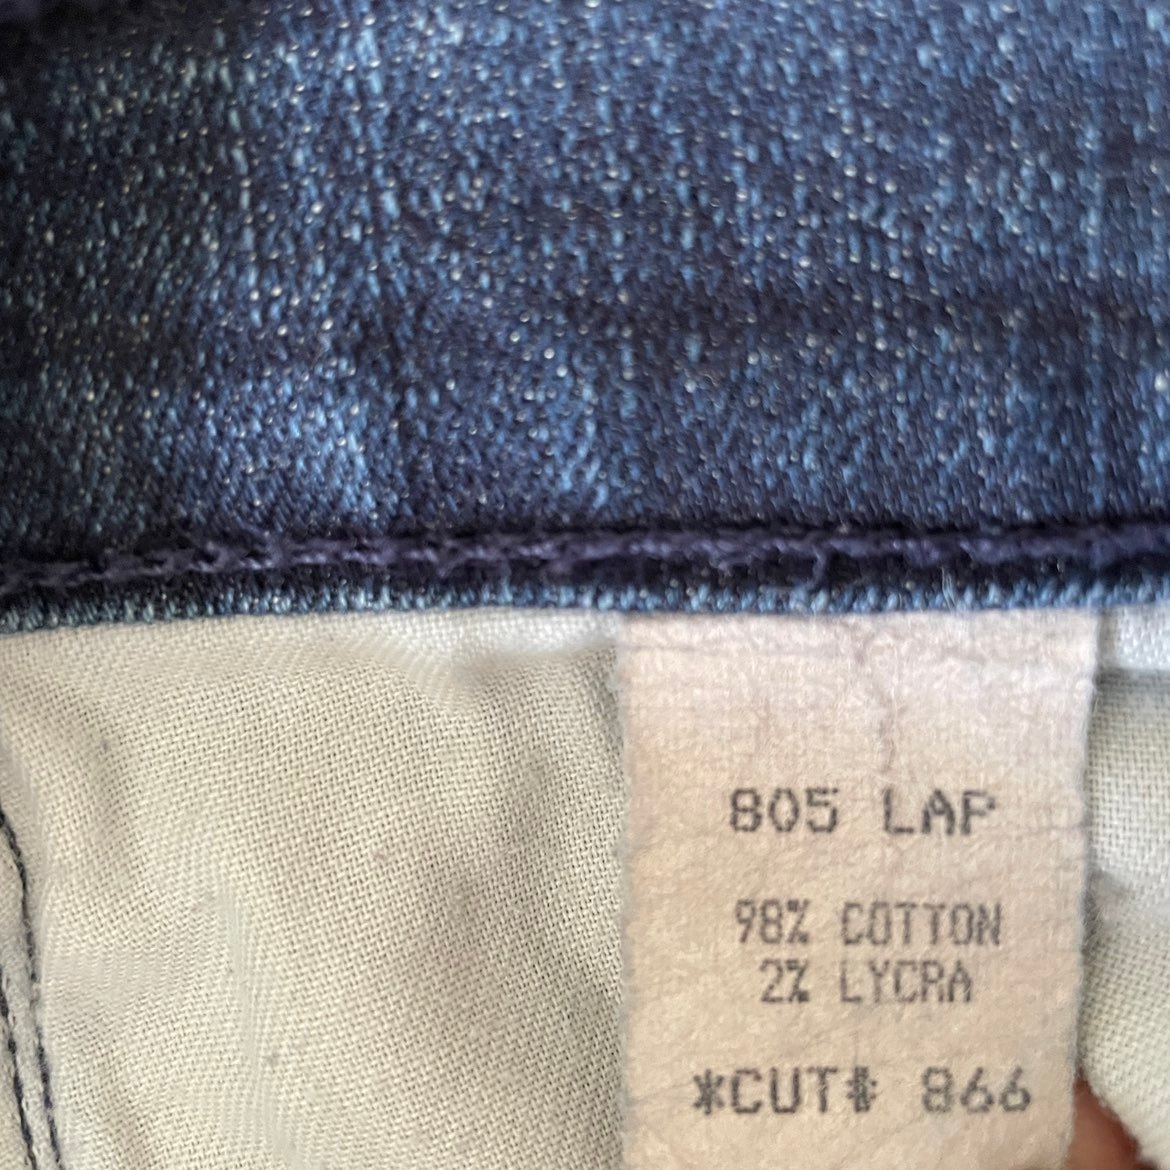 805 LAP
98% COTTON
2% LYCRA
*CUT# 866